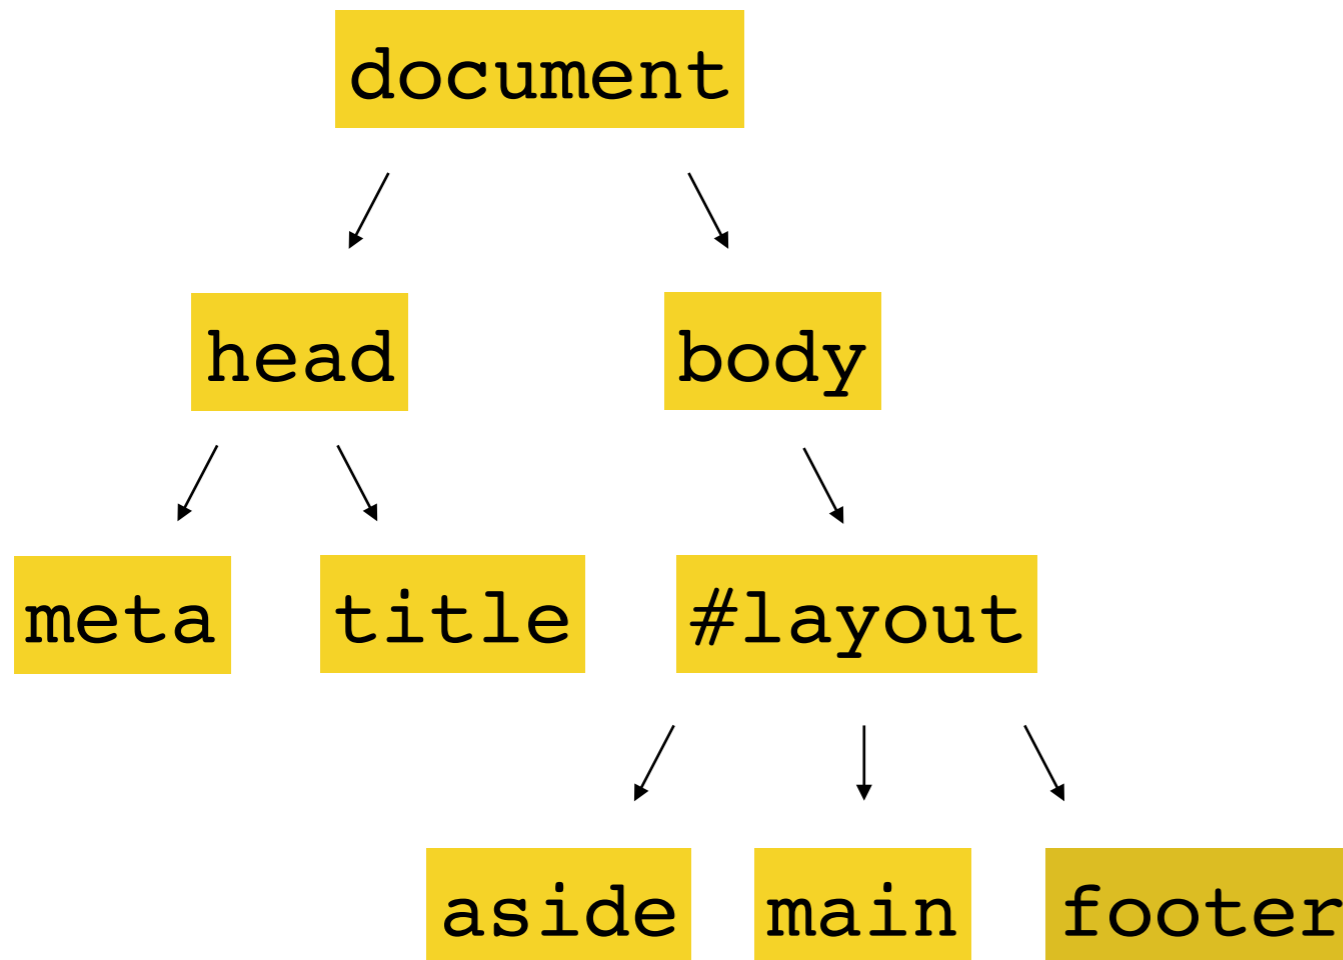 document
head
body
meta
title
#layout
aside
main
footer